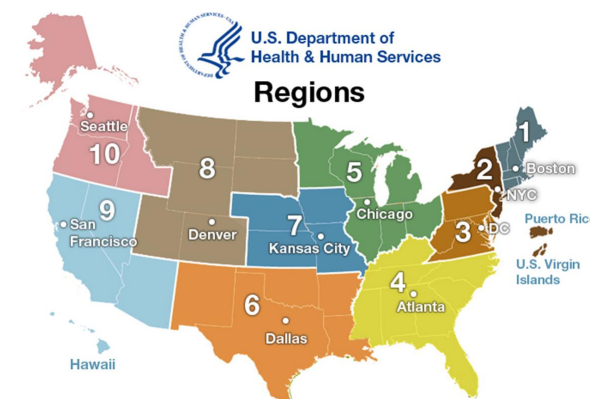 U.S. Department of
Health & Human Services
Regions
Seattle
10
9
San
Francisco
8
Denver
7
Kansas City
5
Chicago
6
Dallas
4
Atlanta
3
DC
2
NYC
1
Boston
Puerto Ric
U.S. Virgin
Islands
Hawaii